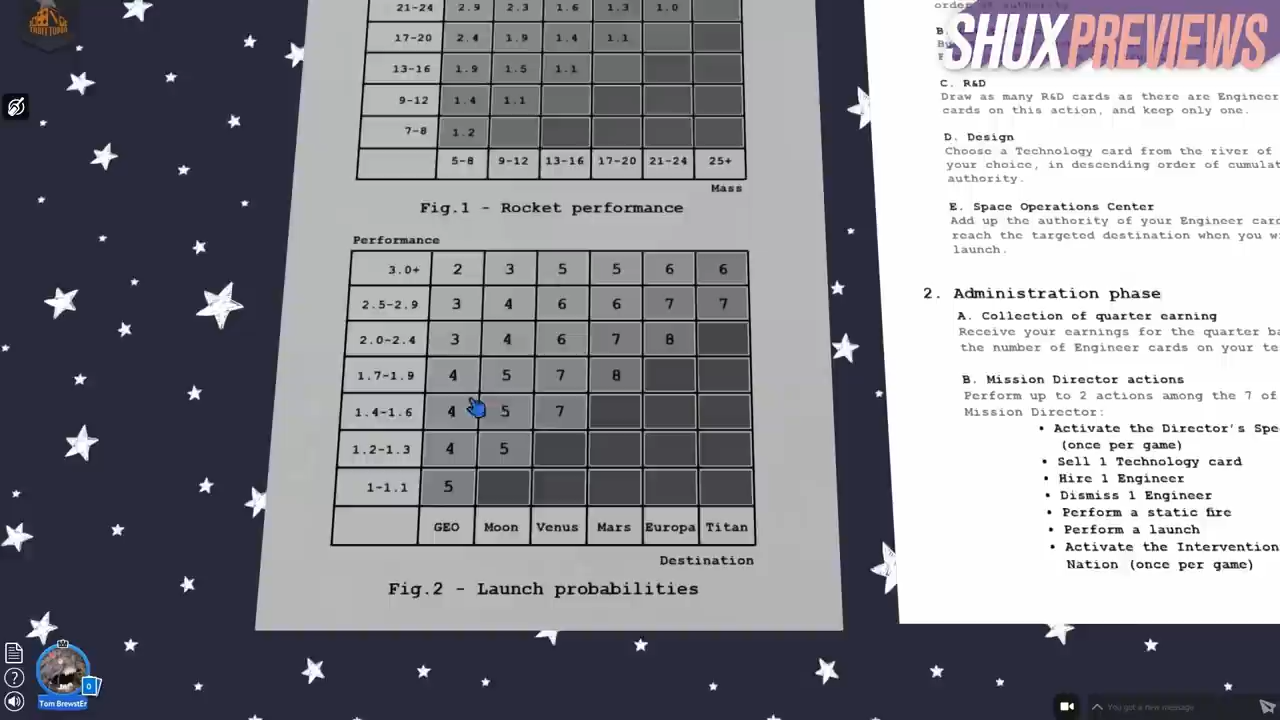 21-24 2.9 2.3 1.6 1.3 1.0
17-20 2.4 1.9 1.4 1.1
13-16 1.9 1.5 1.1
9-12 1.4 1.1
7-8 1.2
5-8 9-12 13-16 17-20 21-24 25+
Mass
Fig.1 - Rocket performance
Performance
3.0+ 2 3 5 5 6 6
2.5-2.9 3 4 6 6 7 7
2.0-2.4 3 4 6 7 8
1.7-1.9 4 5 7 8
1.4-1.6 4 5 7
1.2-1.3 4 5
1-1.1 5
GEO Moon Venus Mars Europa Titan
Destination
Fig.2 - Launch probabilities
SHUXPREVIEWS
C. R&D
Draw as many R&D cards as there are Engineer
cards on this action, and keep only one.
D. Design
Choose a Technology card from the river of
your choice, in descending order of cumulat
authority.
E. Space Operations Center
Add up the authority of your Engineer card
reach the targeted destination when you wi
launch.
2. Administration phase
A. Collection of quarter earning
Receive your earnings for the quarter ba
the number of Engineer cards on your te
B. Mission Director actions
Perform up to 2 actions among the 7 of
Mission Director:
• Activate the Director's Spe
(once per game)
• Sell 1 Technology card
• Hire 1 Engineer
• Dismiss 1 Engineer
• Perform a static fire
• Perform a launch
• Activate the Intervention
Nation (once per game)
0
Tom BrewstEr
You got a new message